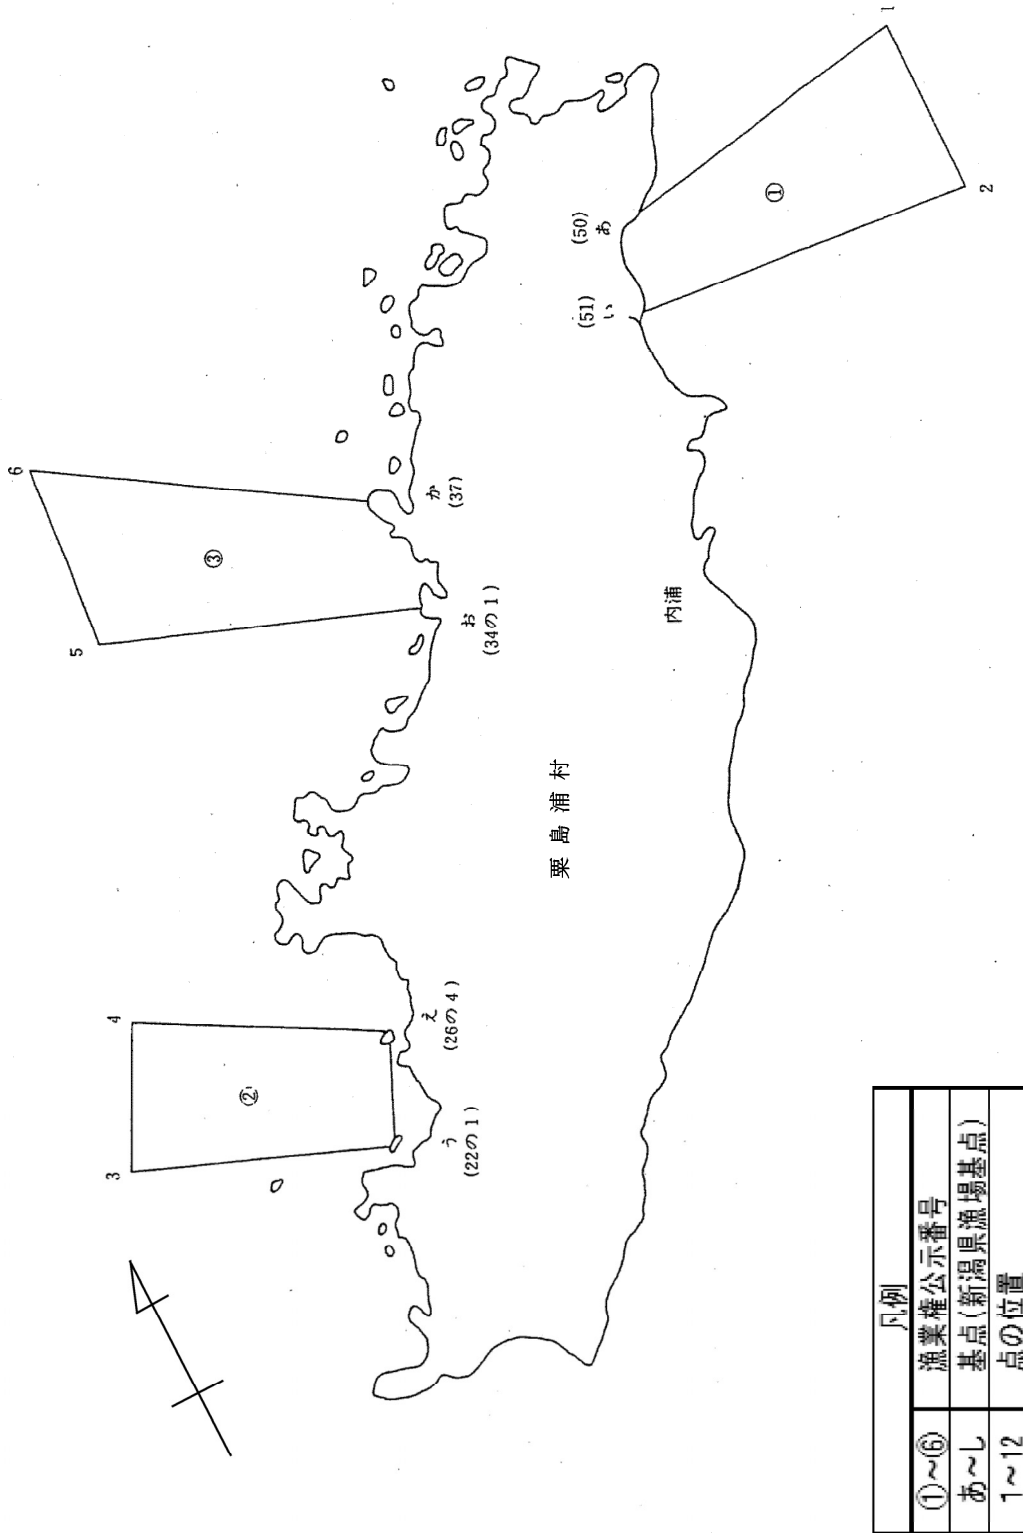 1
2
①
(50)
あ
(51)
い
6
5
③
か
(37)
お
(34の1)
内浦
粟島浦村
4
3
②
え
(26の4)
う
(22の1)
凡例
①~⑥ 漁業権公示番号
あ~し 基点(新潟県漁場基点)
1~12 点の位置